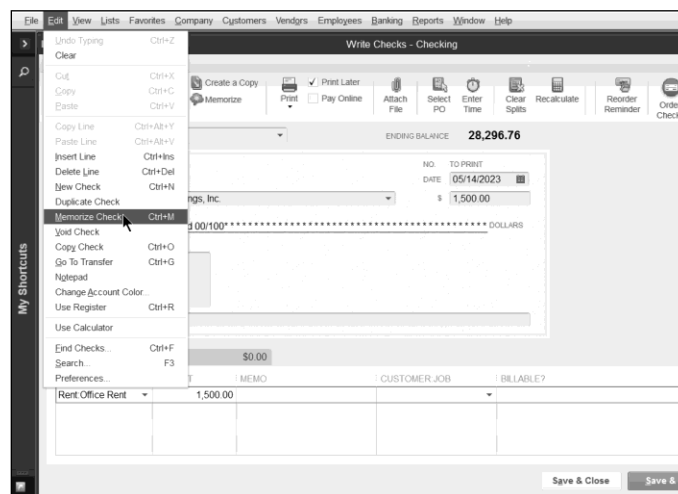 File Edit View Lists Favorites Company Customers Vendors Employees Banking Reports Window Help
Write Checks - Checking
Undo Typing Ctrl+Z
Clear
Cut Ctrl+X
Copy Ctrl+C
Paste Ctrl+V
Copy Line Ctrl+Alt+Y
Paste Line Ctrl+Alt+V
Insert Line Ctrl+Ins
Delete Line Ctrl+Del
New Check Ctrl+N
Duplicate Check
Memorize Check Ctrl+M
Void Check
Copy Check Ctrl+O
Go To Transfer Ctrl+G
Notepad
Change Account Color...
Use Register Ctrl+R
Use Calculator
Find Checks... Ctrl+F
Search... F3
Preferences...
My Shortcuts
Create a Copy
Memorize
Print
Print Later
Pay Online
Attach File
Select PO
Enter Time
Clear Splits
Recalculate
Reorder Reminder
ENDING BALANCE 28,296.76
NO. TO PRINT
DATE 05/14/2023
ngs, Inc. $ 1,500.00
d 00/100* * * * * * * * * * * * * * * * * * * * * * * * * * * * * * * * * * * * * * * * * * * * * * * * DOLLARS
$0.00
T MEMO CUSTOMER:JOB BILLABLE?
Rent:Office Rent 1,500.00
Save & Close Save &